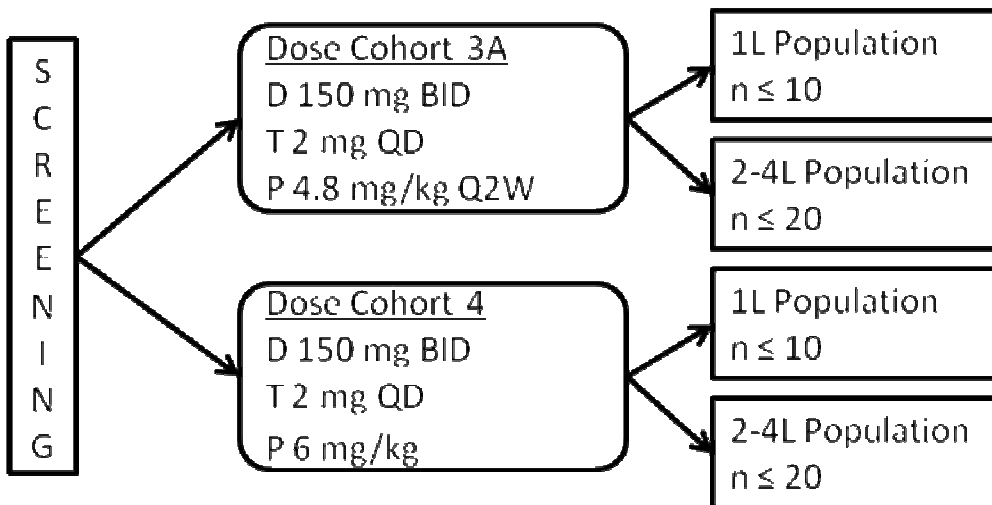 SCREENING
Dose Cohort 3A
D 150 mg BID
T 2 mg QD
P 4.8 mg/kg Q2W
1L Population
n ≤ 10
2-4L Population
n ≤ 20
Dose Cohort 4
D 150 mg BID
T 2 mg QD
P 6 mg/kg
1L Population
n ≤ 10
2-4L Population
n ≤ 20